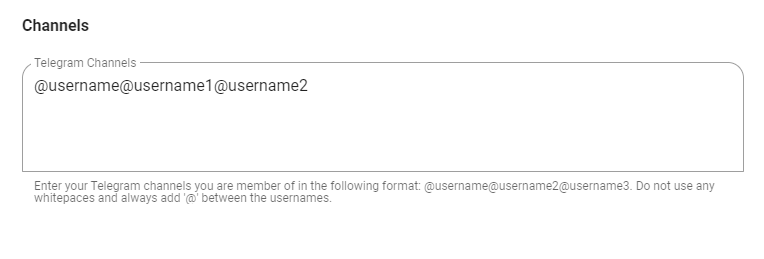 Channels
Telegram Channels
@username@username1@username2
Enter your Telegram channels you are member of in the following format: @username@username2@username3. Do not use any
whitepaces and always add '@' between the usernames.